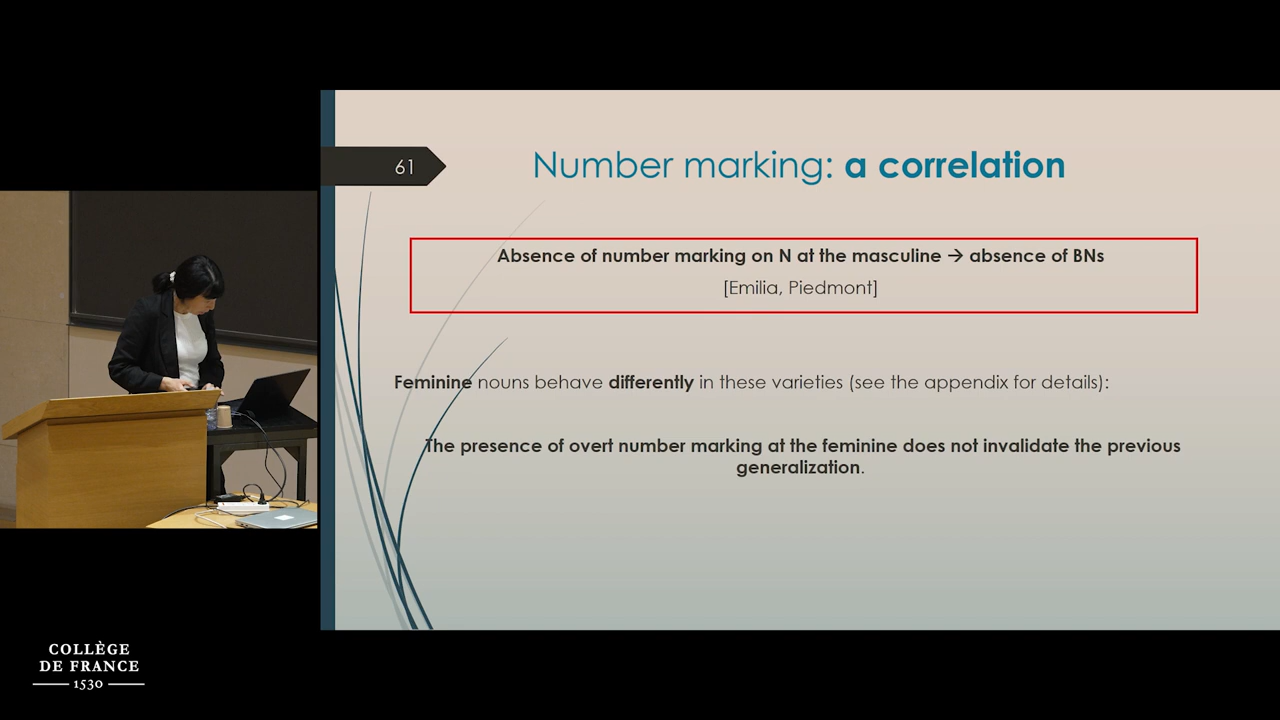 61
Number marking: a correlation
Absence of number marking on N at the masculine → absence of BNs
[Emilia, Piedmont]
Feminine nouns behave differently in these varieties (see the appendix for details):
The presence of overt number marking at the feminine does not invalidate the previous
generalization.
COLLÈGE
DE FRANCE
1530